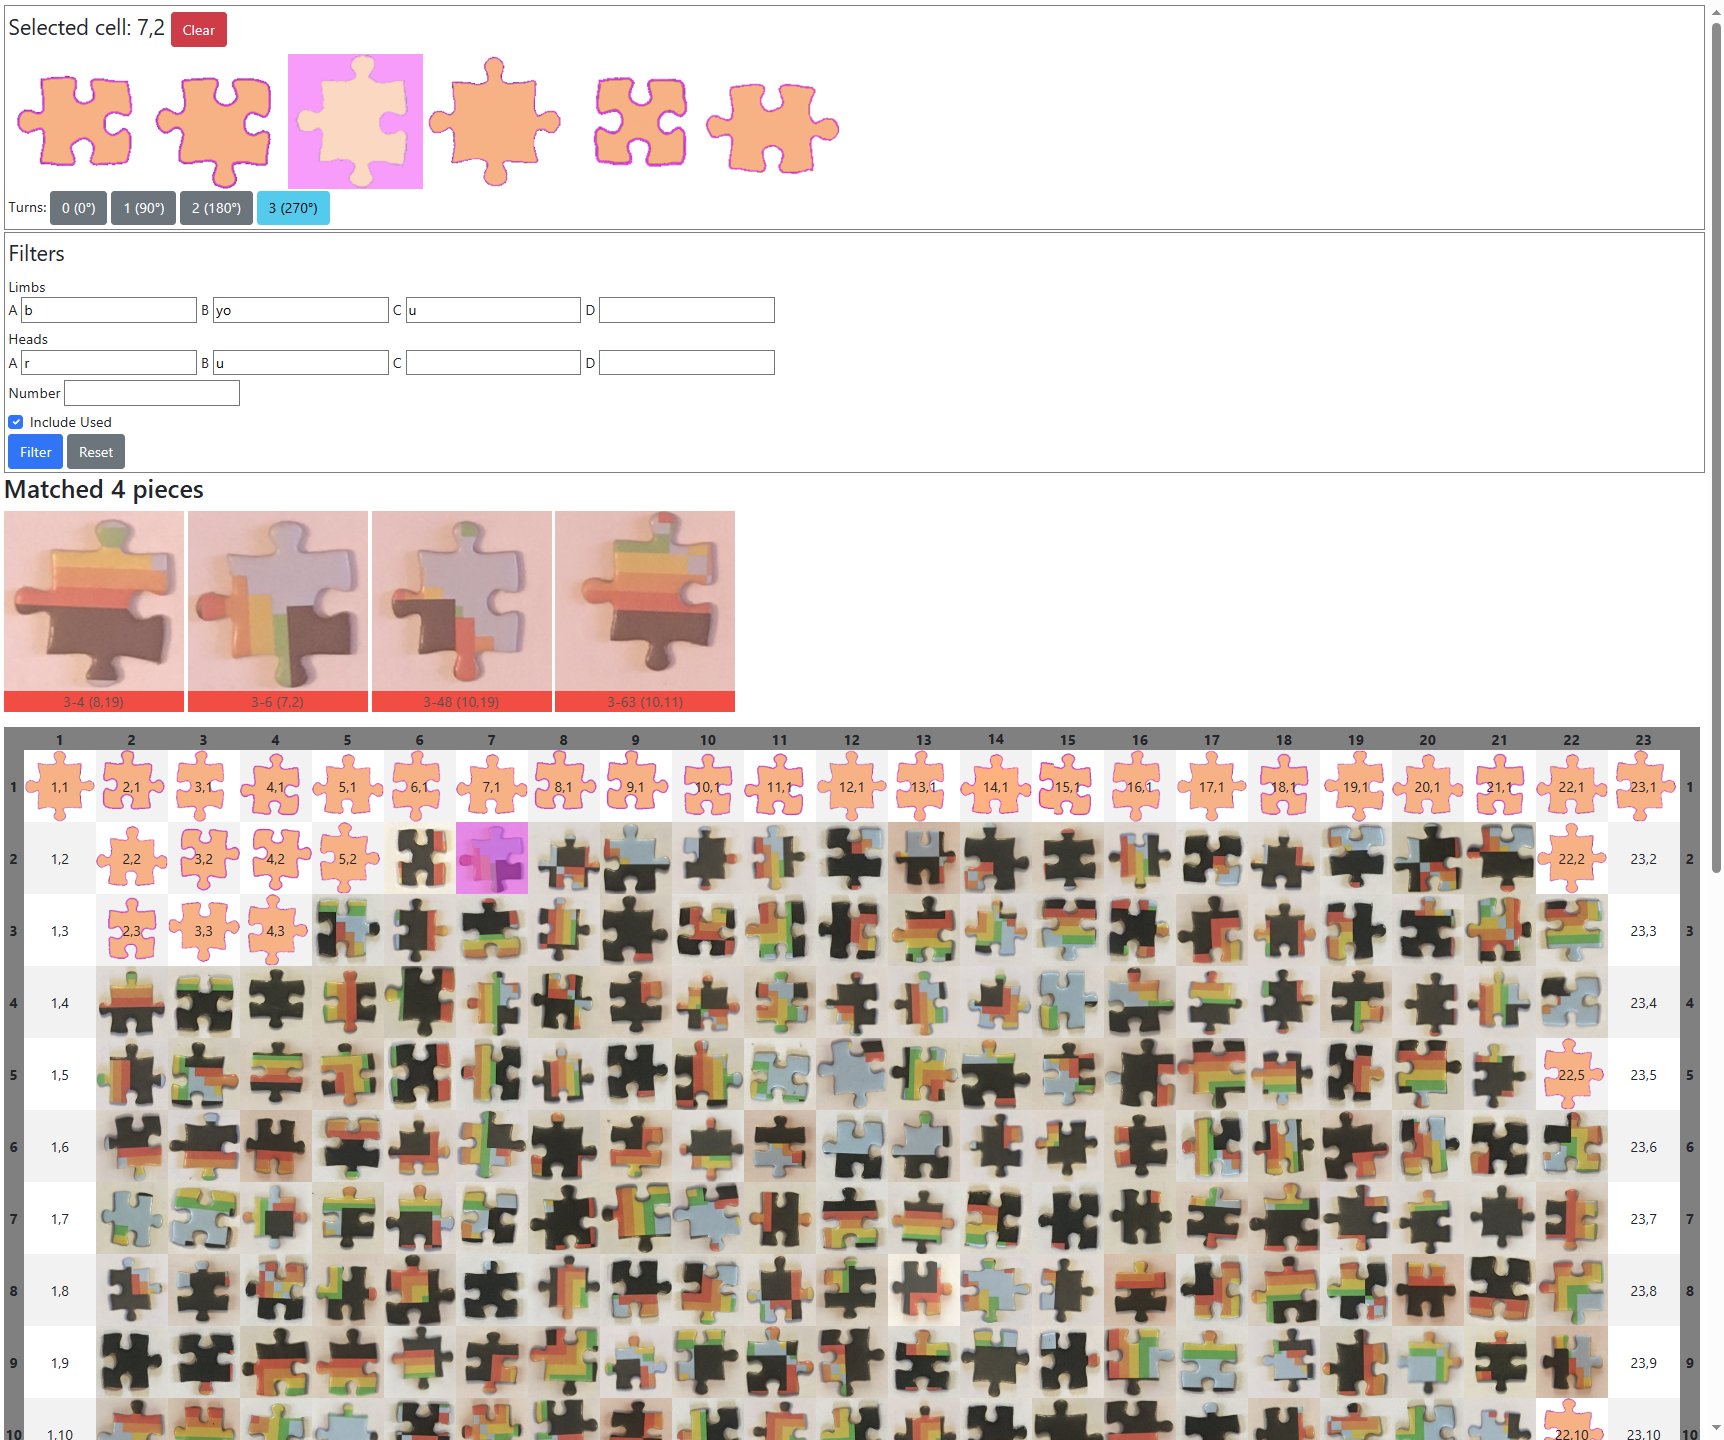 Selected cell: 7,2 Clear
Turns: 0 (0°) 1 (90°) 2 (180°) 3 (270°)
Filters
Limbs
A b B yo C u D
Heads
A r B u C D
Number
Include Used
Filter Reset
Matched 4 pieces
3-4 (8,19) 3-6 (7,2) 3-48 (10,19) 3-63 (10,11)
1 2 3 4 5 6 7 8 9 10 11 12 13 14 15 16 17 18 19 20 21 22 23
1 1,1 2,1 3,1 4,1 5,1 6,1 7,1 8,1 9,1 10,1 11,1 12,1 13,1 14,1 15,1 16,1 17,1 18,1 19,1 20,1 21,1 22,1 23,1 1
2 1,2 2,2 3,2 4,2 5,2 22,2 23,2 2
3 1,3 2,3 3,3 4,3 23,3 3
4 1,4 23,4 4
5 1,5 22,5 23,5 5
6 1,6 23,6 6
7 1,7 23,7 7
8 1,8 23,8 8
9 1,9 23,9 9
10 1,10 22,10 23,10 10